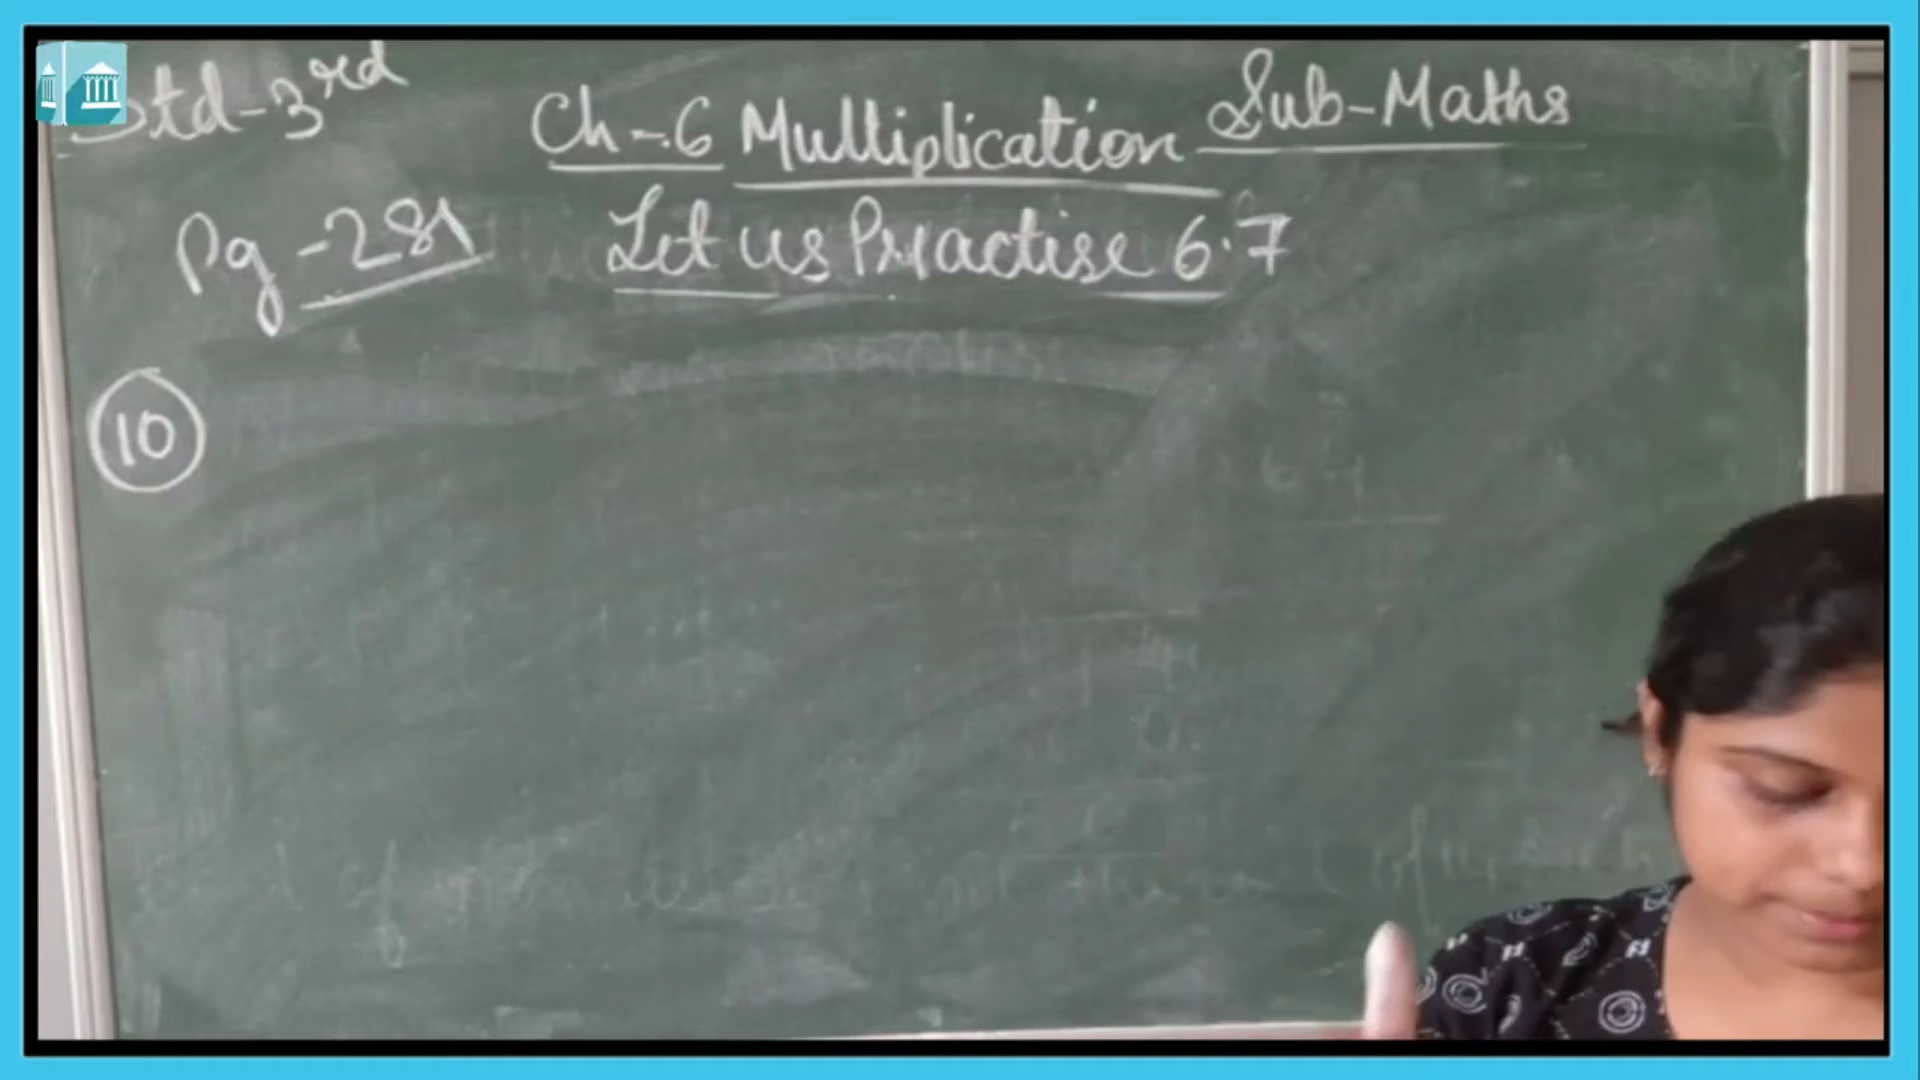 Std-3rd
Ch-6 Multiplication
Sub-Maths
Pg-281
Let us Practise 6.7
10